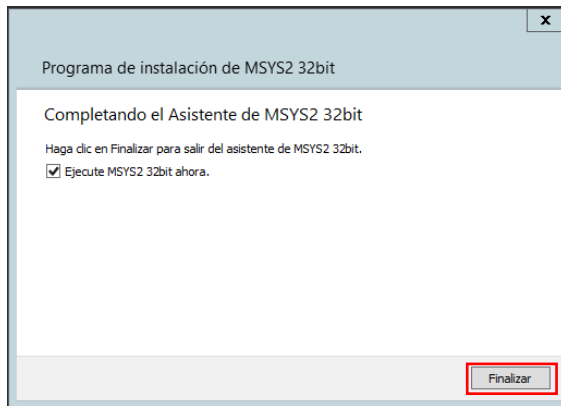 x
Programa de instalación de MSYS2 32bit
Completando el Asistente de MSYS2 32bit
Haga clic en Finalizar para salir del asistente de MSYS2 32bit.
Ejecute MSYS2 32bit ahora.
Finalizar